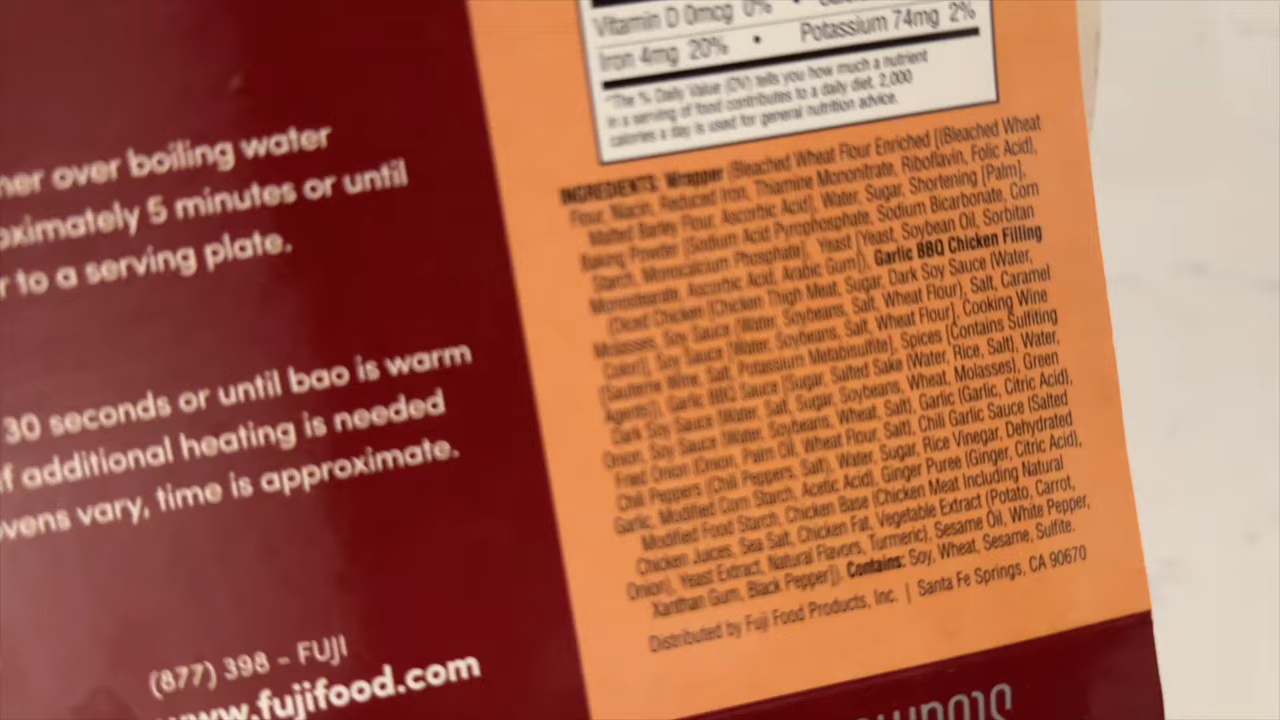 ner over boiling water
oximately 5 minutes or until
r to a serving plate.
30 seconds or until bao is warm
f additional heating is needed
ovens vary, time is approximate.
(877) 398 - FUJI
www.fujifood.com
Vitamin D 0mcg 0% •
Iron 4mg 20% • Potassium 74mg 2%
*The % Daily Value (DV) tells you how much a nutrient
in a serving of food contributes to a daily diet. 2,000
calories a day is used for general nutrition advice.
INGREDIENTS: Wrapper (Bleached Wheat Flour Enriched [(Bleached Wheat
Flour, Niacin, Reduced Iron, Thiamine Mononitrate, Riboflavin, Folic Acid),
Malted Barley Flour, Ascorbic Acid], Water, Sugar, Shortening [Palm],
Baking Powder [Sodium Acid Pyrophosphate, Sodium Bicarbonate, Corn
Starch, Monocalcium Phosphate], Yeast [Yeast, Soybean Oil, Sorbitan
Monostearate, Ascorbic Acid, Arabic Gum]), Garlic BBQ Chicken Filling
(Diced Chicken [Chicken Thigh Meat, Sugar, Dark Soy Sauce (Water,
Molasses, Soy Sauce [Water, Soybeans, Salt, Wheat Flour), Salt, Caramel
Color]), Soy Sauce [Water, Soybeans, Salt, Wheat Flour], Cooking Wine
[Sauterne Wine, Salt, Potassium Metabisulfite], Spices [Contains Sulfiting
Agents]), Garlic BBQ Sauce [Sugar, Salted Sake (Water, Rice, Salt), Water,
Dark Soy Sauce (Water, Salt, Sugar, Soybeans, Wheat, Molasses), Green
Onion, Soy Sauce (Water, Soybeans, Wheat, Salt), Garlic (Garlic, Citric Acid),
Fried Onion (Onion, Palm Oil, Wheat Flour, Salt), Chili Garlic Sauce (Salted
Chili Peppers [Chili Peppers, Salt], Water, Sugar, Rice Vinegar, Dehydrated
Garlic, Modified Corn Starch, Acetic Acid), Ginger Puree (Ginger, Citric Acid),
Modified Food Starch, Chicken Base (Chicken Meat Including Natural
Chicken Juices, Sea Salt, Chicken Fat, Vegetable Extract (Potato, Carrot,
Onion), Yeast Extract, Natural Flavors, Turmeric), Sesame Oil, White Pepper,
Xanthan Gum, Black Pepper]). Contains: Soy, Wheat, Sesame, Sulfite.
Distributed by Fuji Food Products, Inc. | Santa Fe Springs, CA 90670